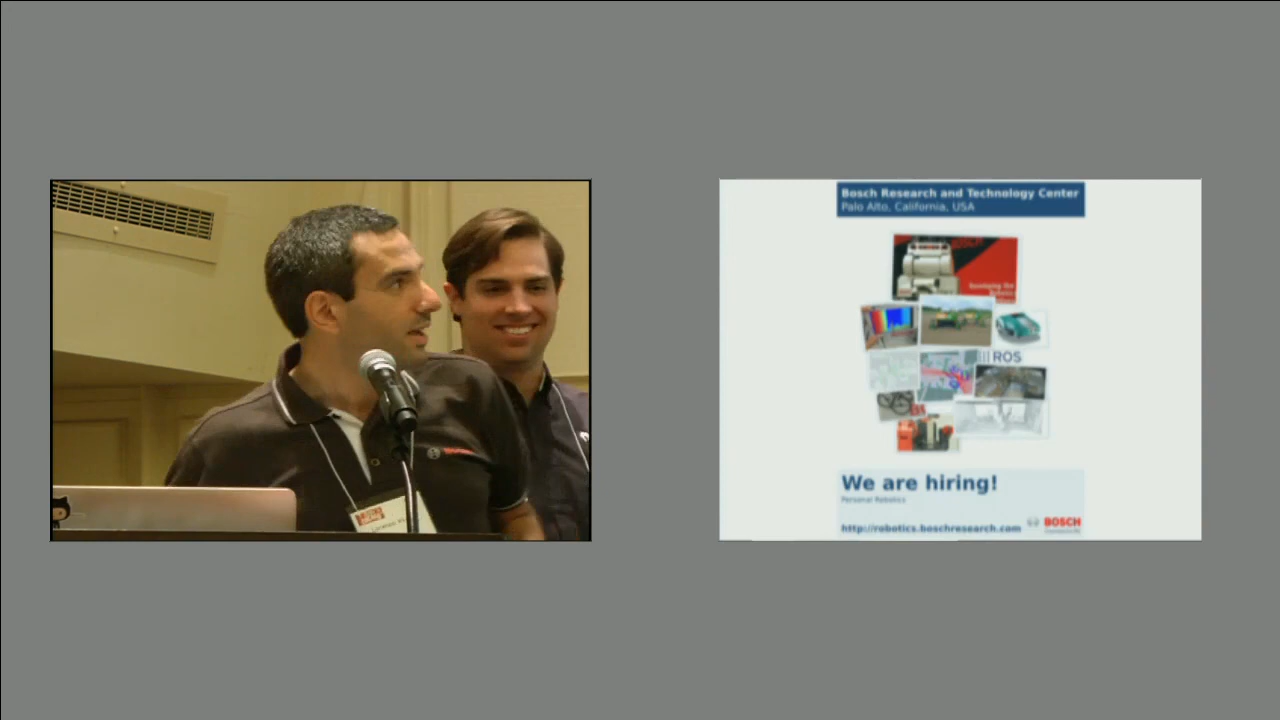 Bosch Research and Technology Center
Palo Alto, California, USA
BOSCH
ROS
We are hiring!
Personal Robotics
http://robotics.boschresearch.com
BOSCH